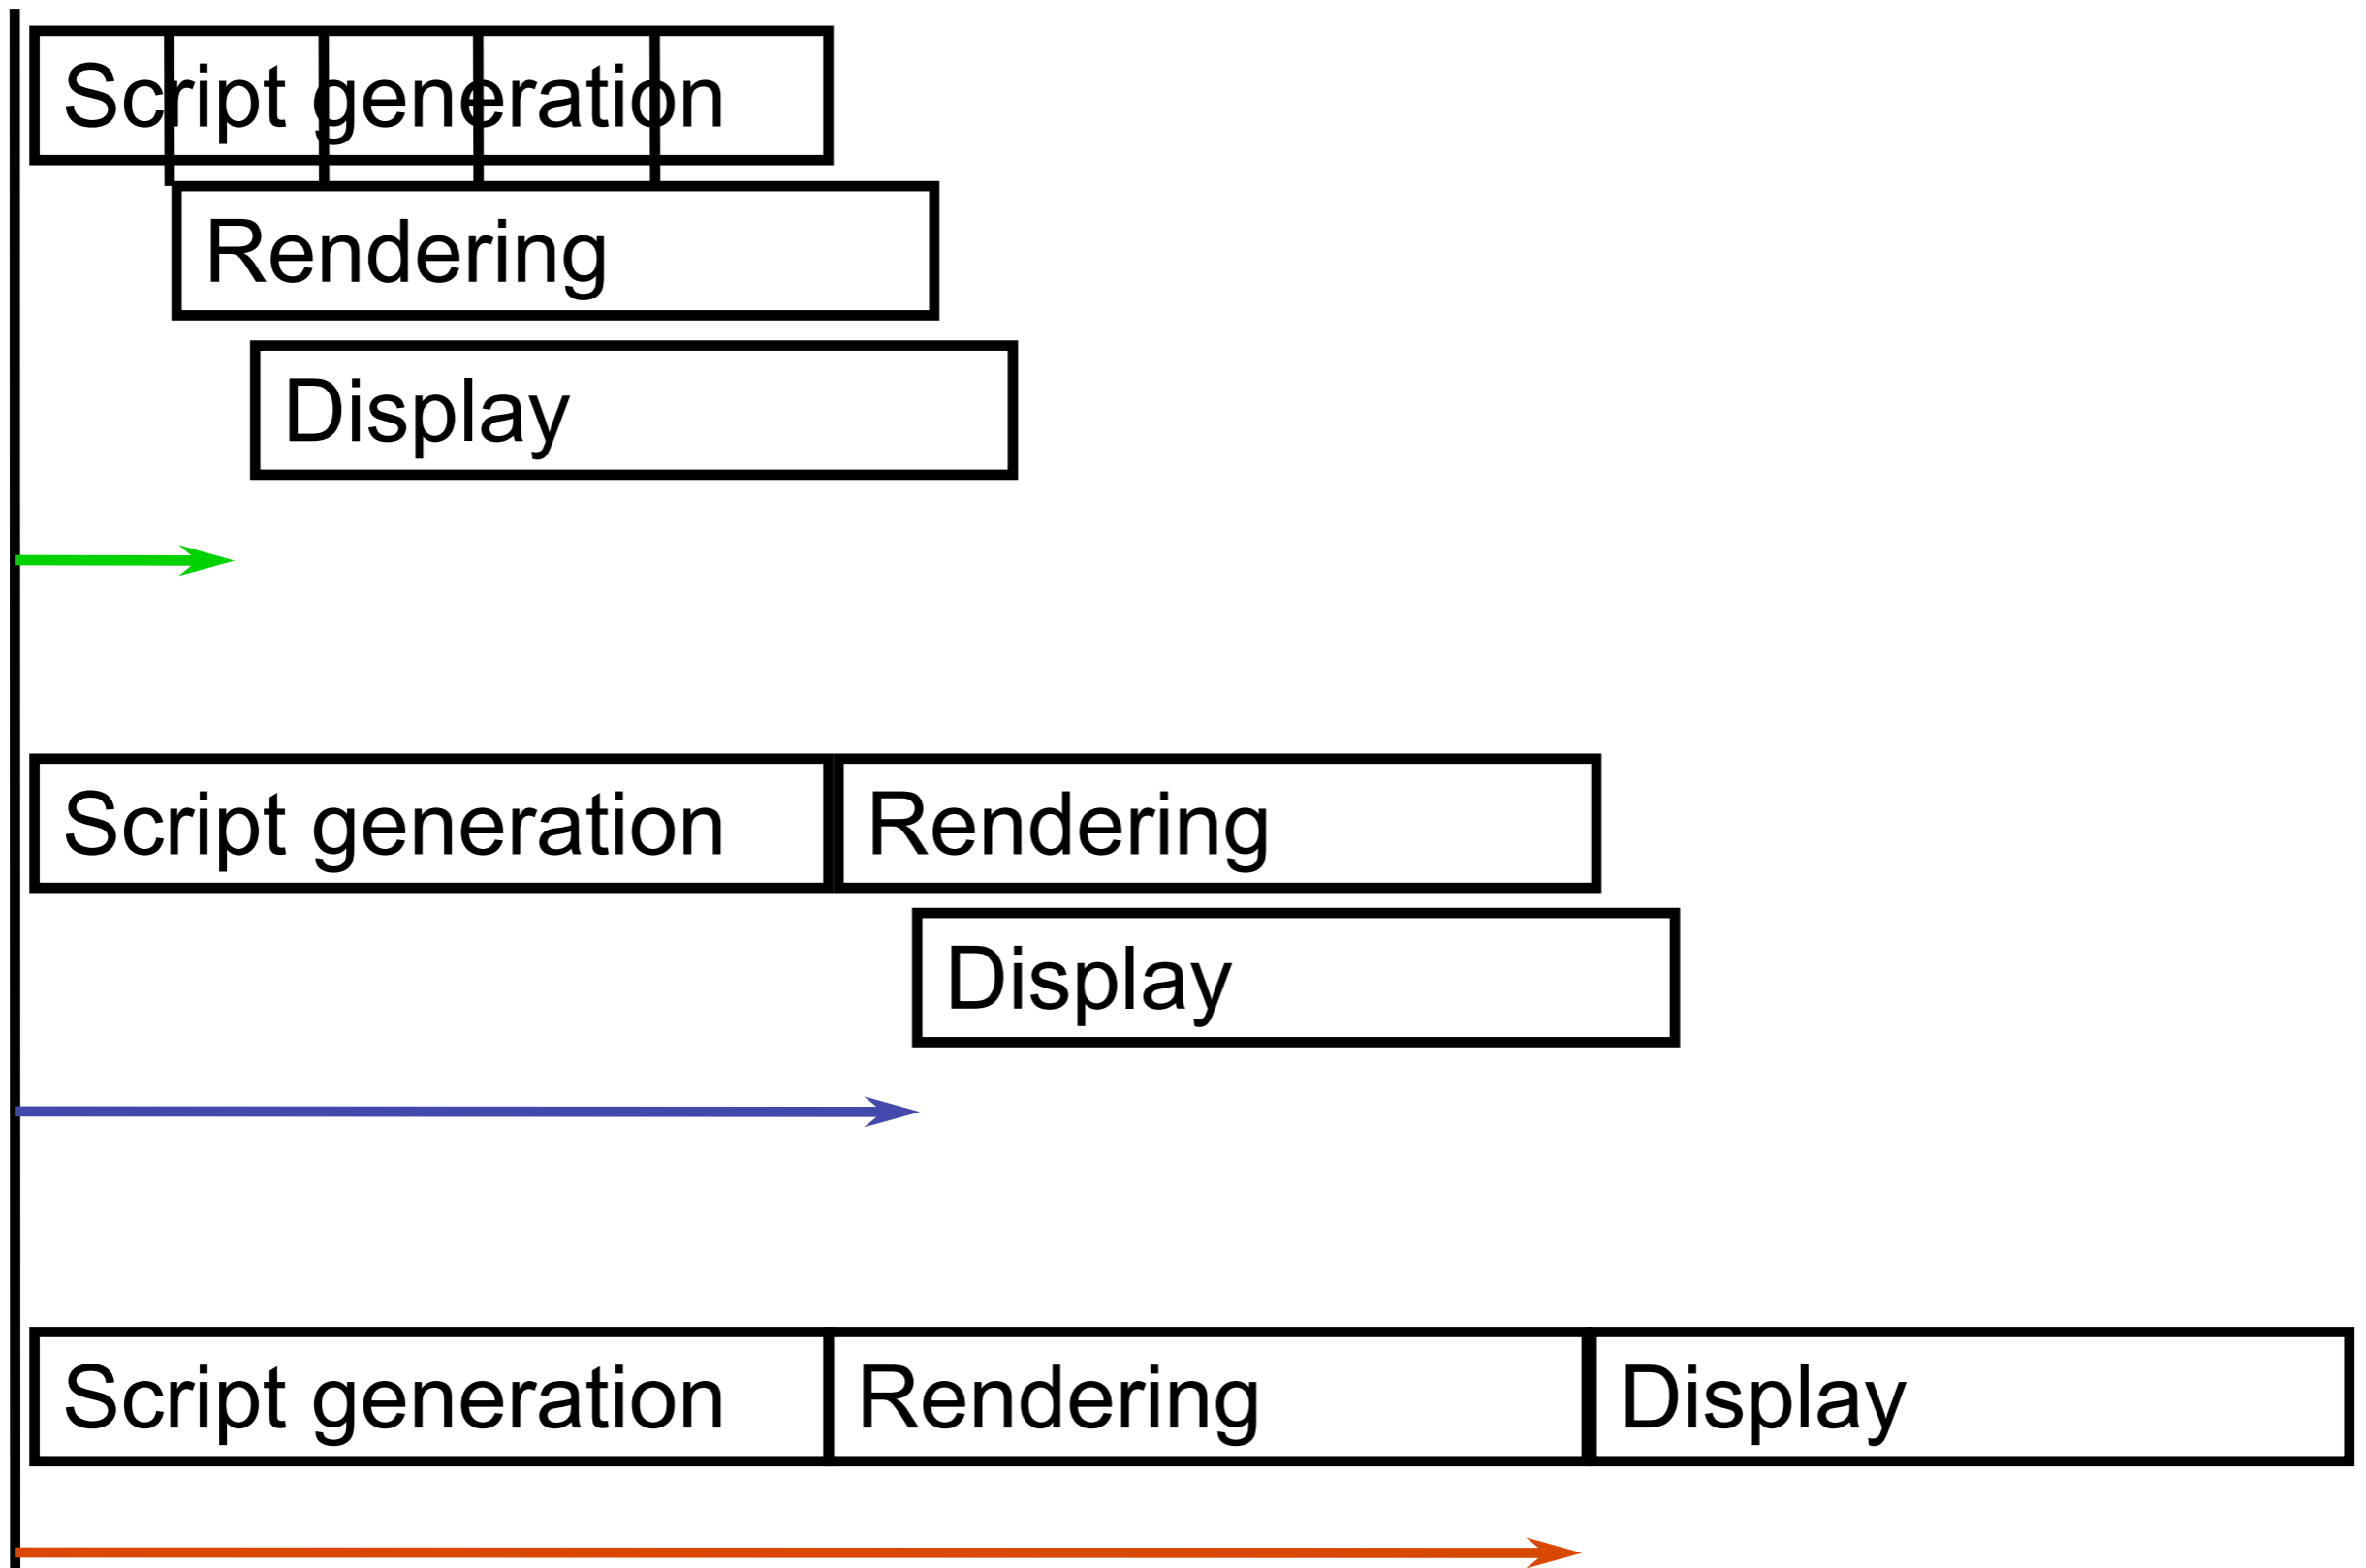 Script generation
Rendering
Display
Script generation Rendering
Display
Script generation Rendering Display